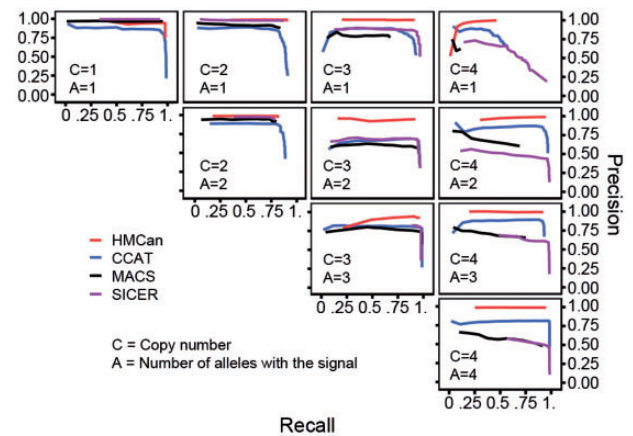 1.00
0.75
0.50
0.25
0.00
C=1
A=1
C=2
A=1
C=3
A=1
C=4
A=1
1.00
0.75
0.50
0.25
0.00
0 .25 0.5 .75 1.
C=2
A=2
C=3
A=2
C=4
A=2
1.00
0.75
0.50
0.25
0.00
Precision
0 .25 0.5 .75 1.
HMCan
CCAT
MACS
SICER
C=3
A=3
C=4
A=3
1.00
0.75
0.50
0.25
0.00
0 .25 0.5 .75 1.
C = Copy number
A = Number of alleles with the signal
C=4
A=4
1.00
0.75
0.50
0.25
0.00
0 .25 0.5 .75 1.
Recall